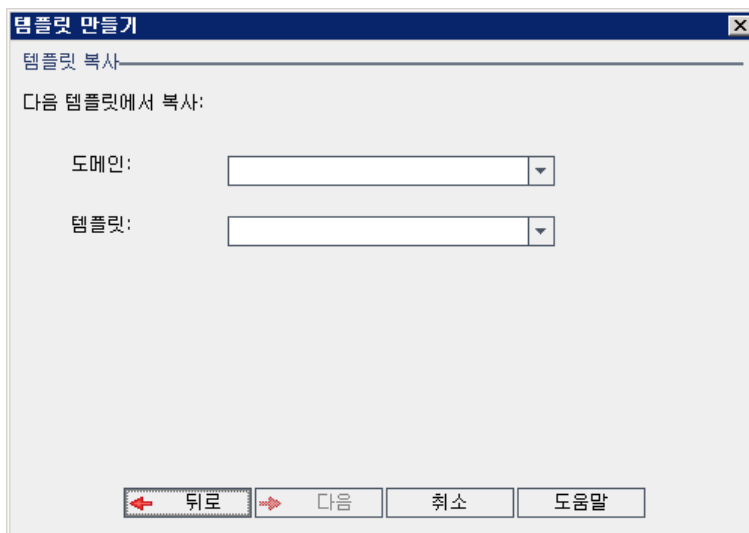 템플릿 만들기
템플릿 복사
다음 템플릿에서 복사:
도메인:
템플릿:
뒤로 다음 취소 도움말